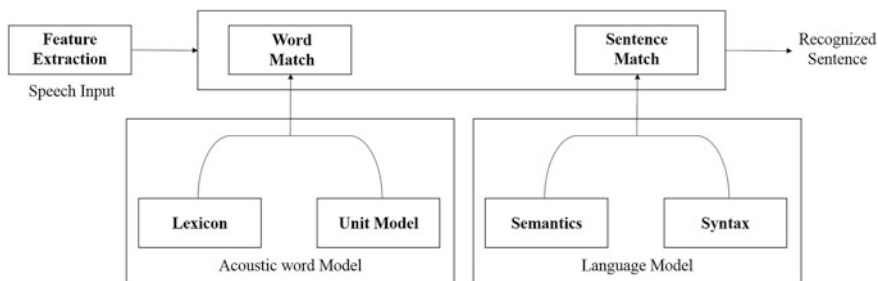 Feature
Extraction
Speech Input
Word
Match
Sentence
Match
Recognized
Sentence
Lexicon
Unit Model
Acoustic word Model
Semantics
Syntax
Language Model